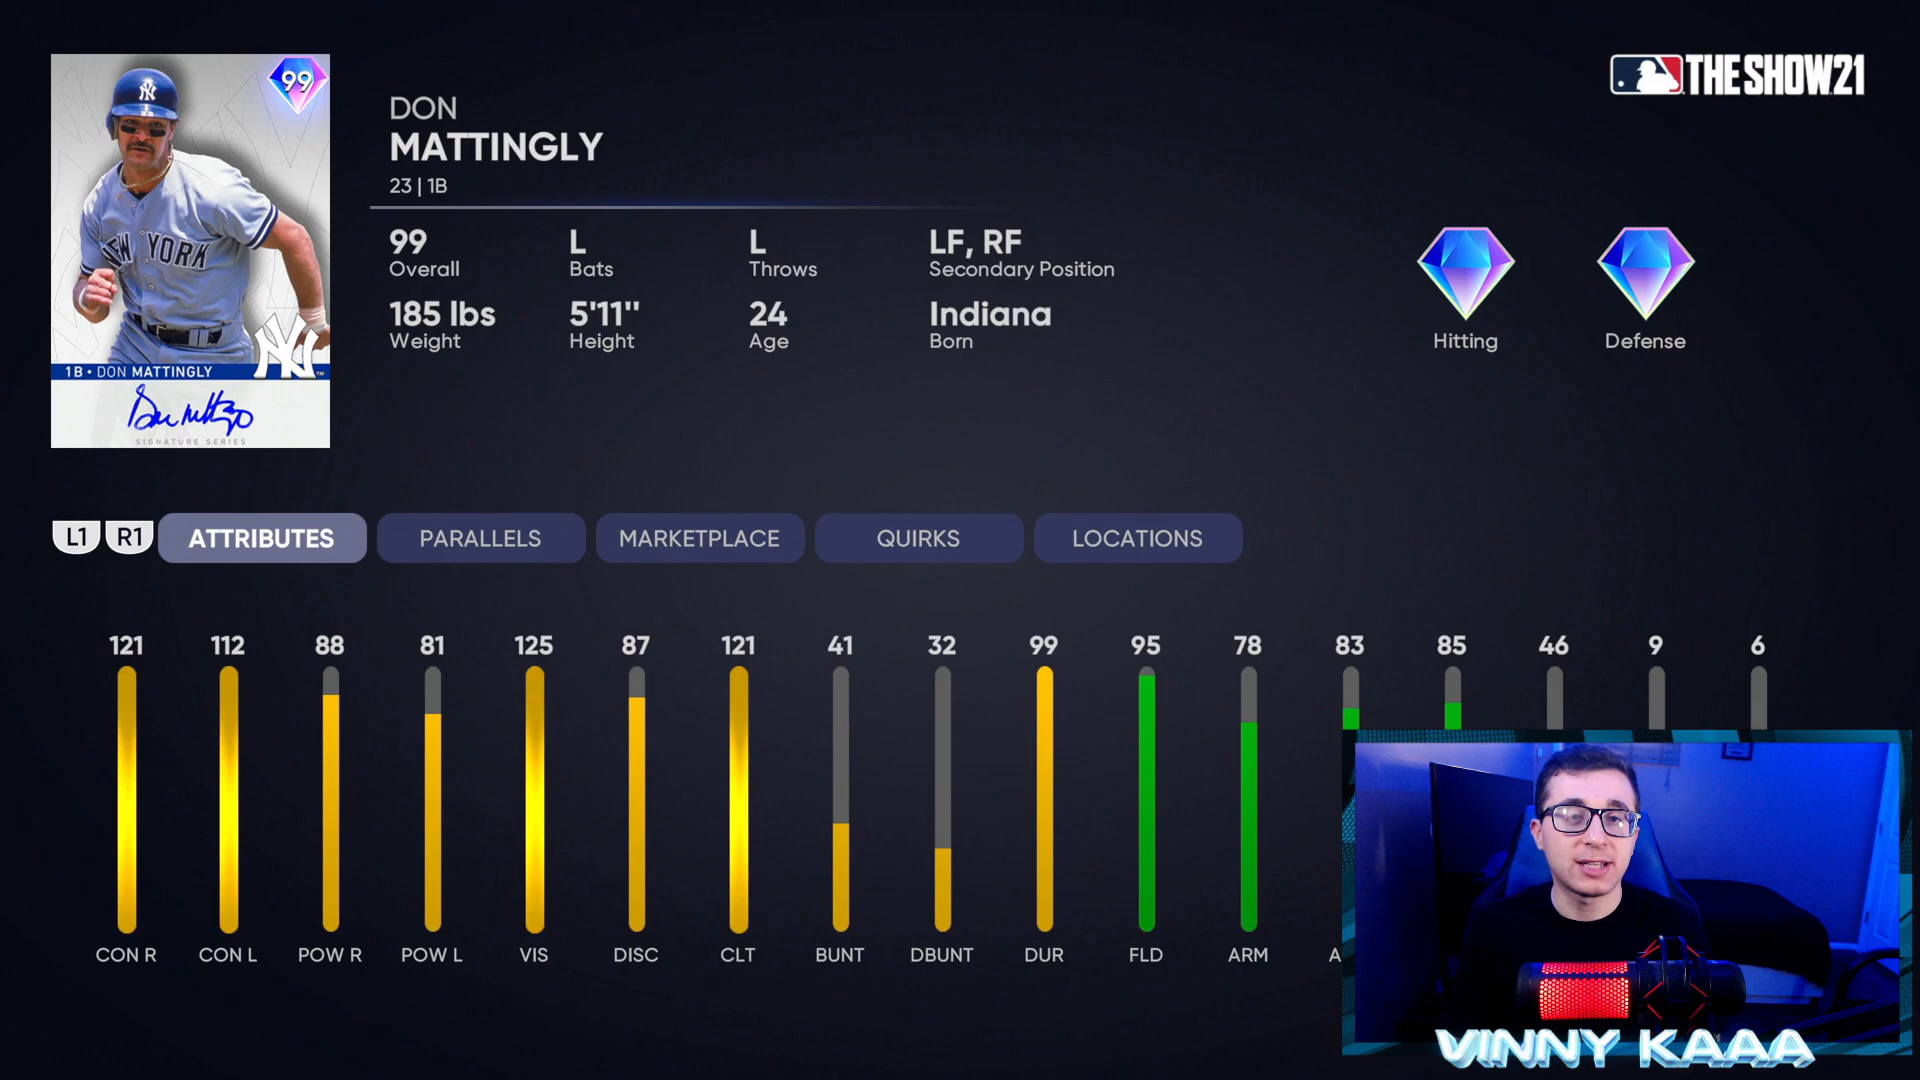 99
NEW YORK
1B • DON MATTINGLY
SIGNATURE SERIES
DON
MATTINGLY
23 | 1B
99
Overall
L
Bats
L
Throws
LF, RF
Secondary Position
185 lbs
Weight
5'11"
Height
24
Age
Indiana
Born
THE SHOW 21
Hitting
Defense
L1 R1 ATTRIBUTES PARALLELS MARKETPLACE QUIRKS LOCATIONS
121 112 88 81 125 87 121 41 32 99 95 78 83 85 46 9 6
CON R CON L POW R POW L VIS DISC CLT BUNT DBUNT DUR FLD ARM
VINNY KAAA